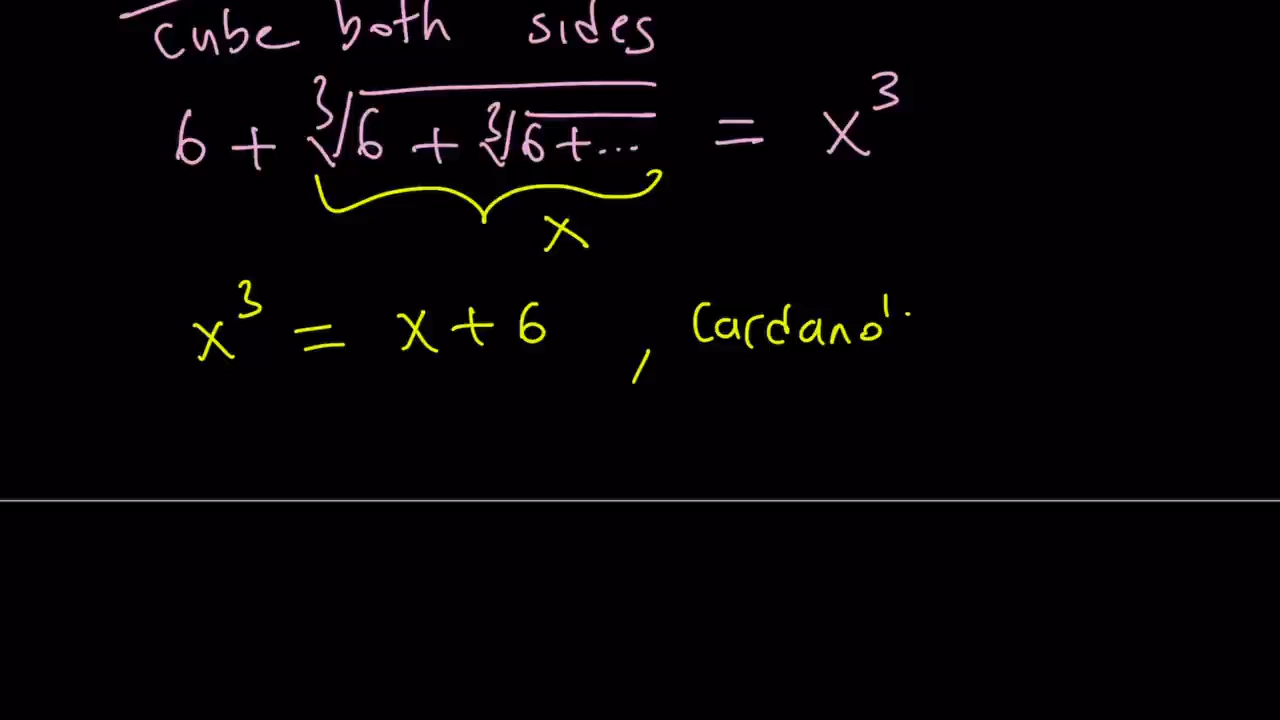 cube both sides
6 + ∛(6 + ∛(6 + ...)) = x³
x
x³ = x + 6 , Cardano'